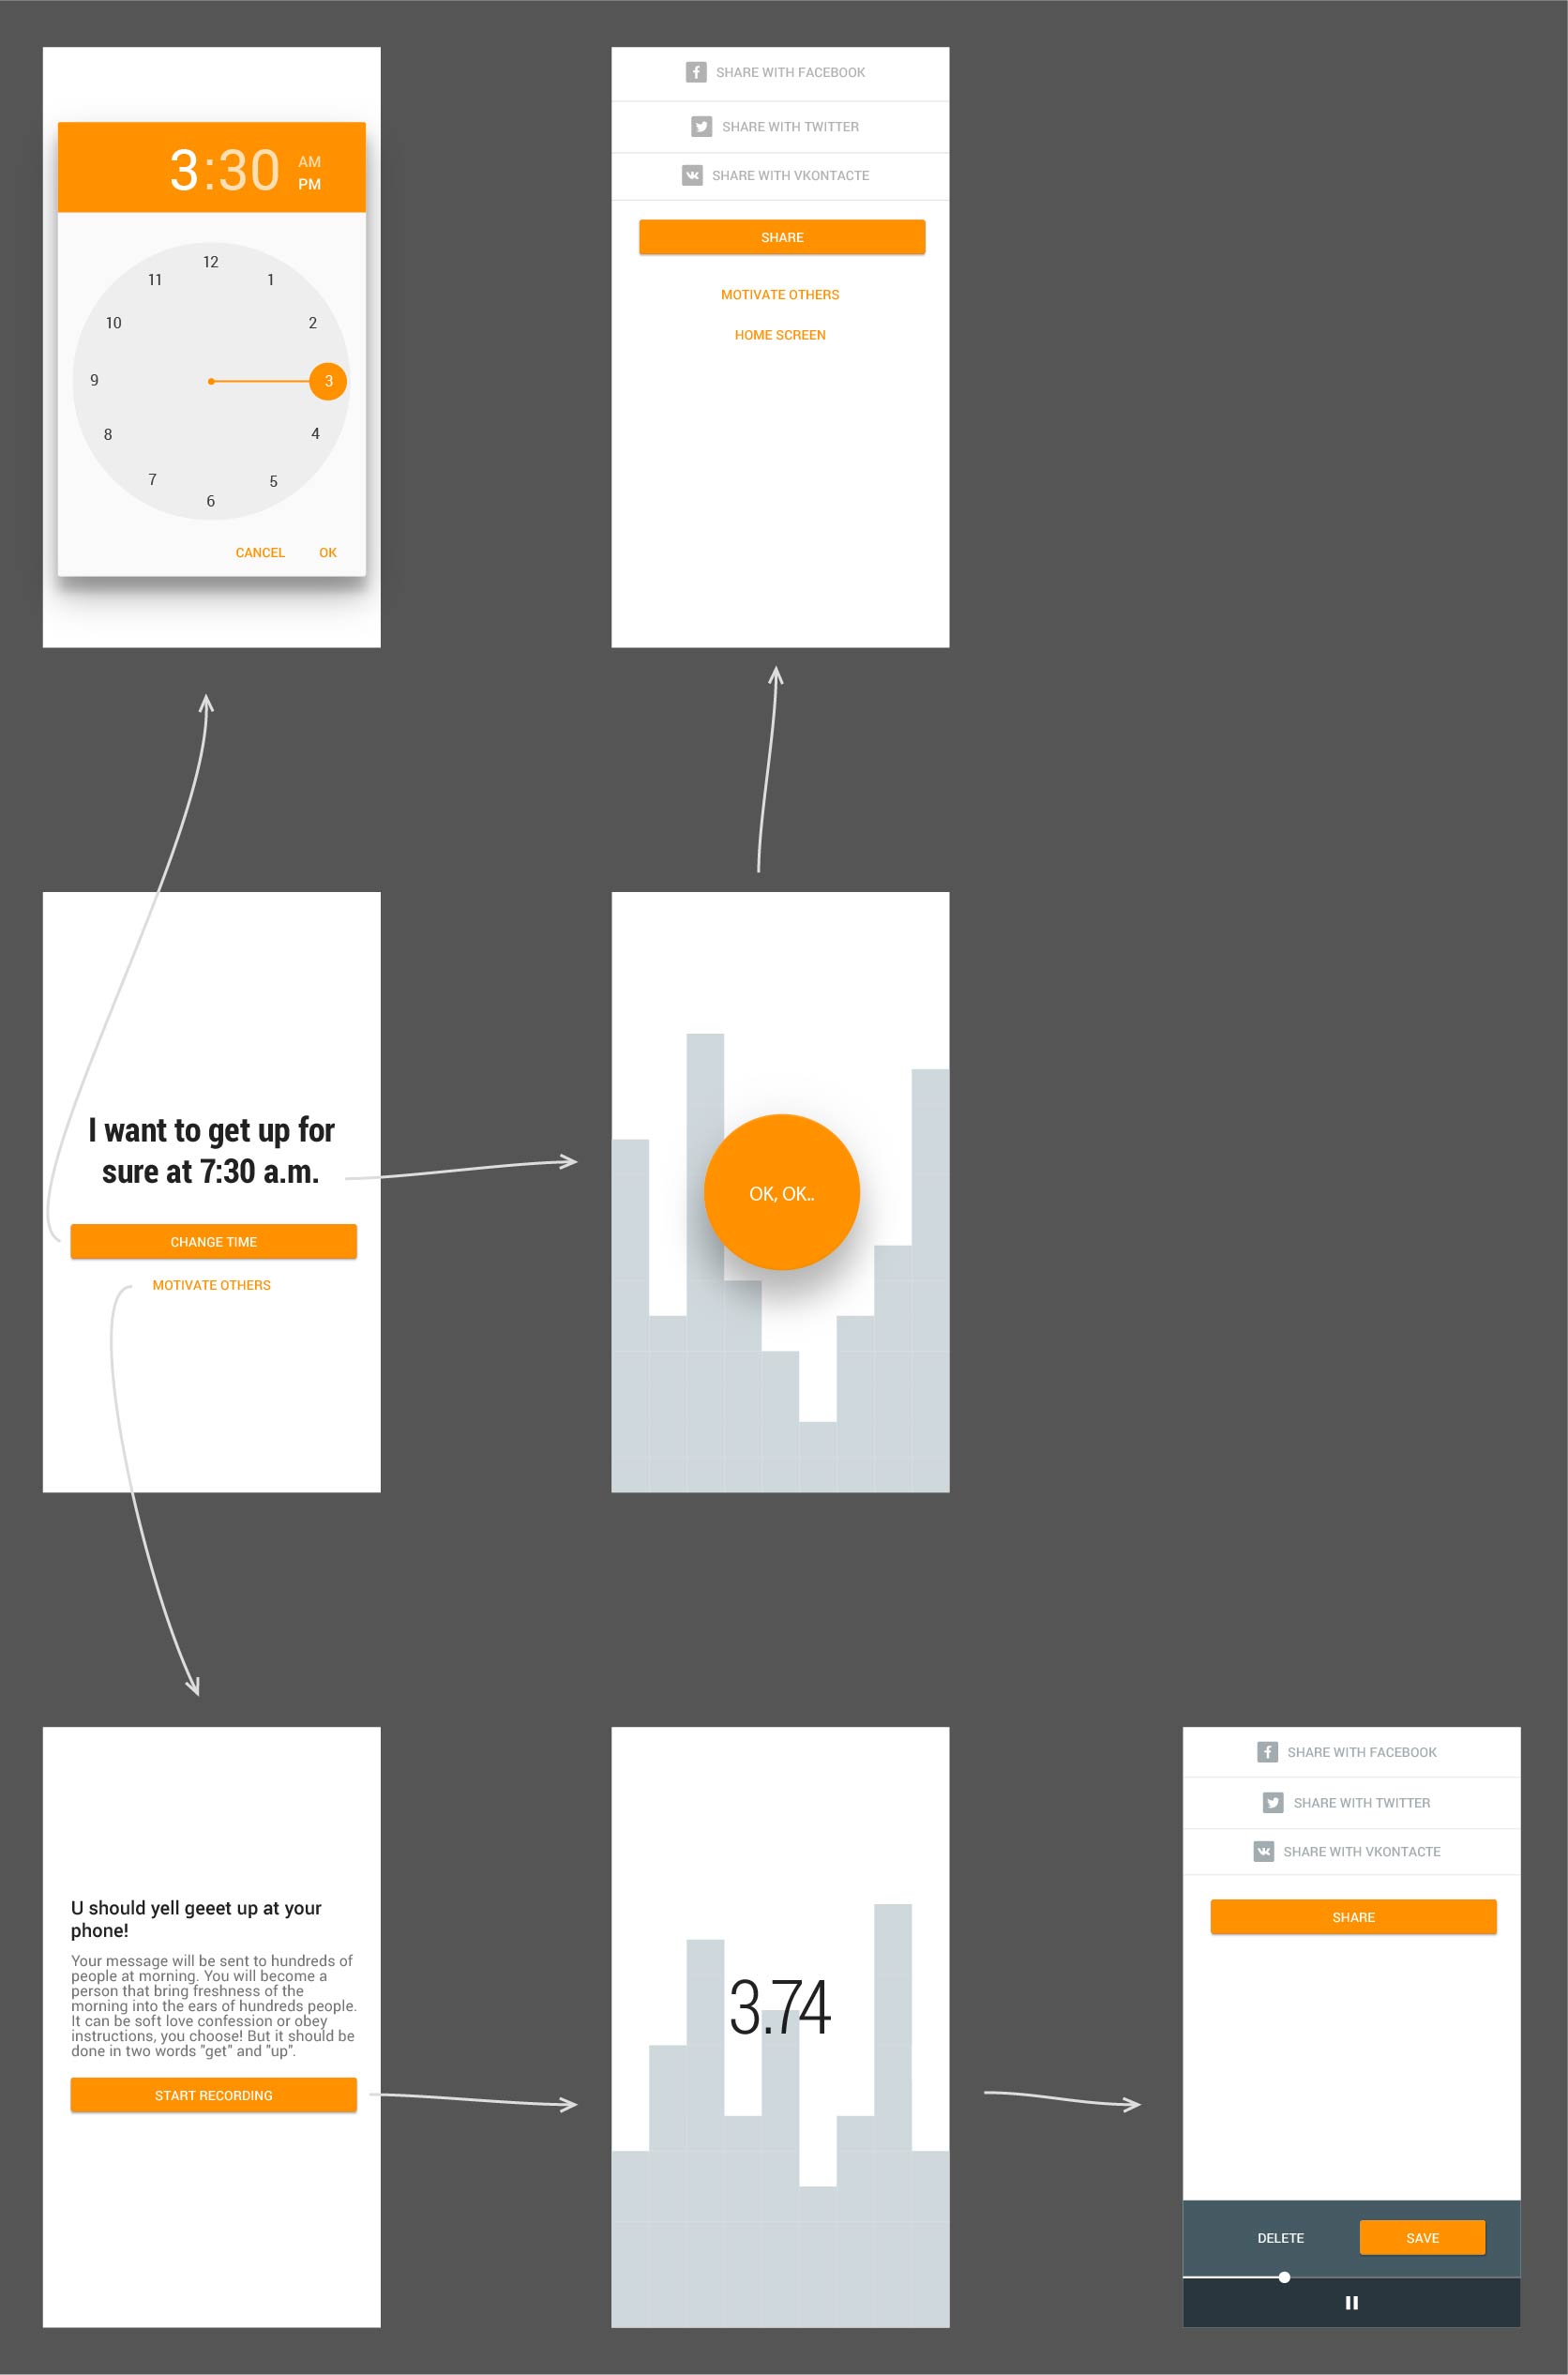 3:30
AM
PM
12
11
1
10
2
9
3
8
4
7
5
6
CANCEL
OK
SHARE WITH FACEBOOK
SHARE WITH TWITTER
SHARE WITH VKONTACTE
SHARE
MOTIVATE OTHERS
HOME SCREEN
I want to get up for
sure at 7:30 a.m.
CHANGE TIME
MOTIVATE OTHERS
OK, OK..
U should yell geeet up at your
phone!
Your message will be sent to hundreds of
people at morning. You will become a
person that bring freshness of the
morning into the ears of hundreds people.
It can be soft love confession or obey
instructions, you choose! But it should be
done in two words "get" and "up".
START RECORDING
3.74
SHARE WITH FACEBOOK
SHARE WITH TWITTER
SHARE WITH VKONTACTE
SHARE
DELETE
SAVE